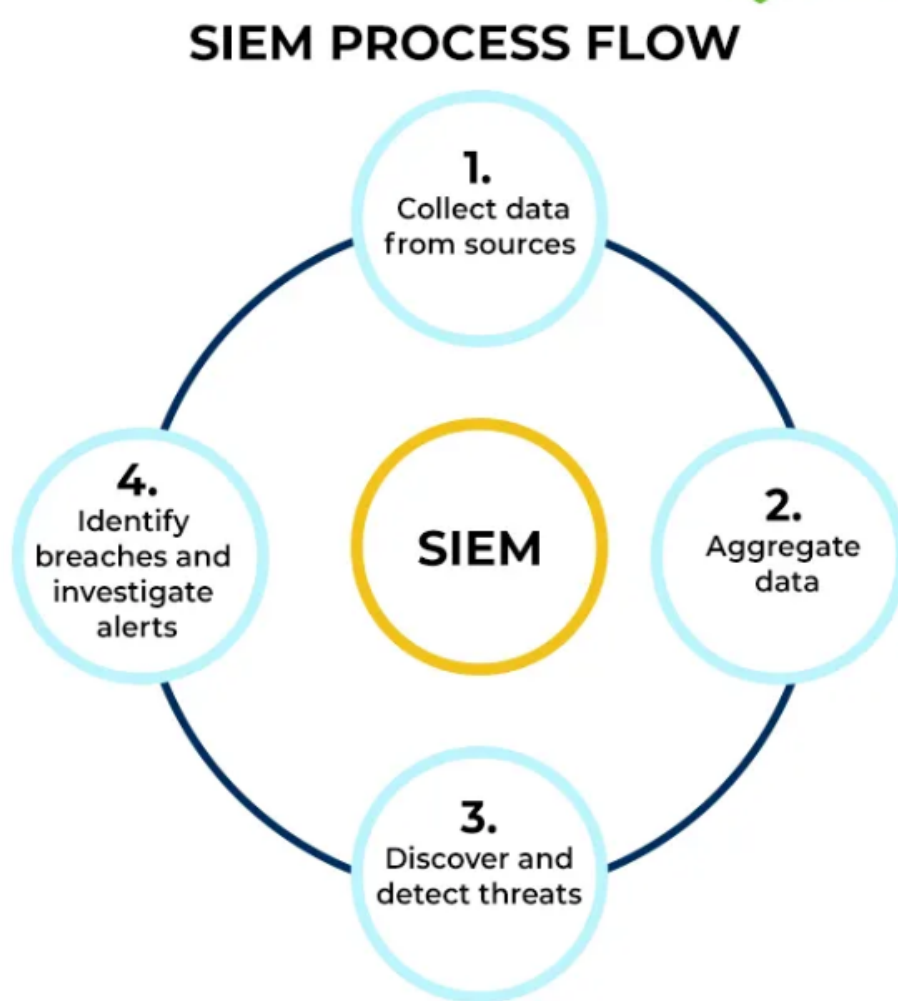 SIEM PROCESS FLOW
1.
Collect data
from sources
2.
Aggregate
data
3.
Discover and
detect threats
4.
Identify
breaches and
investigate
alerts
SIEM